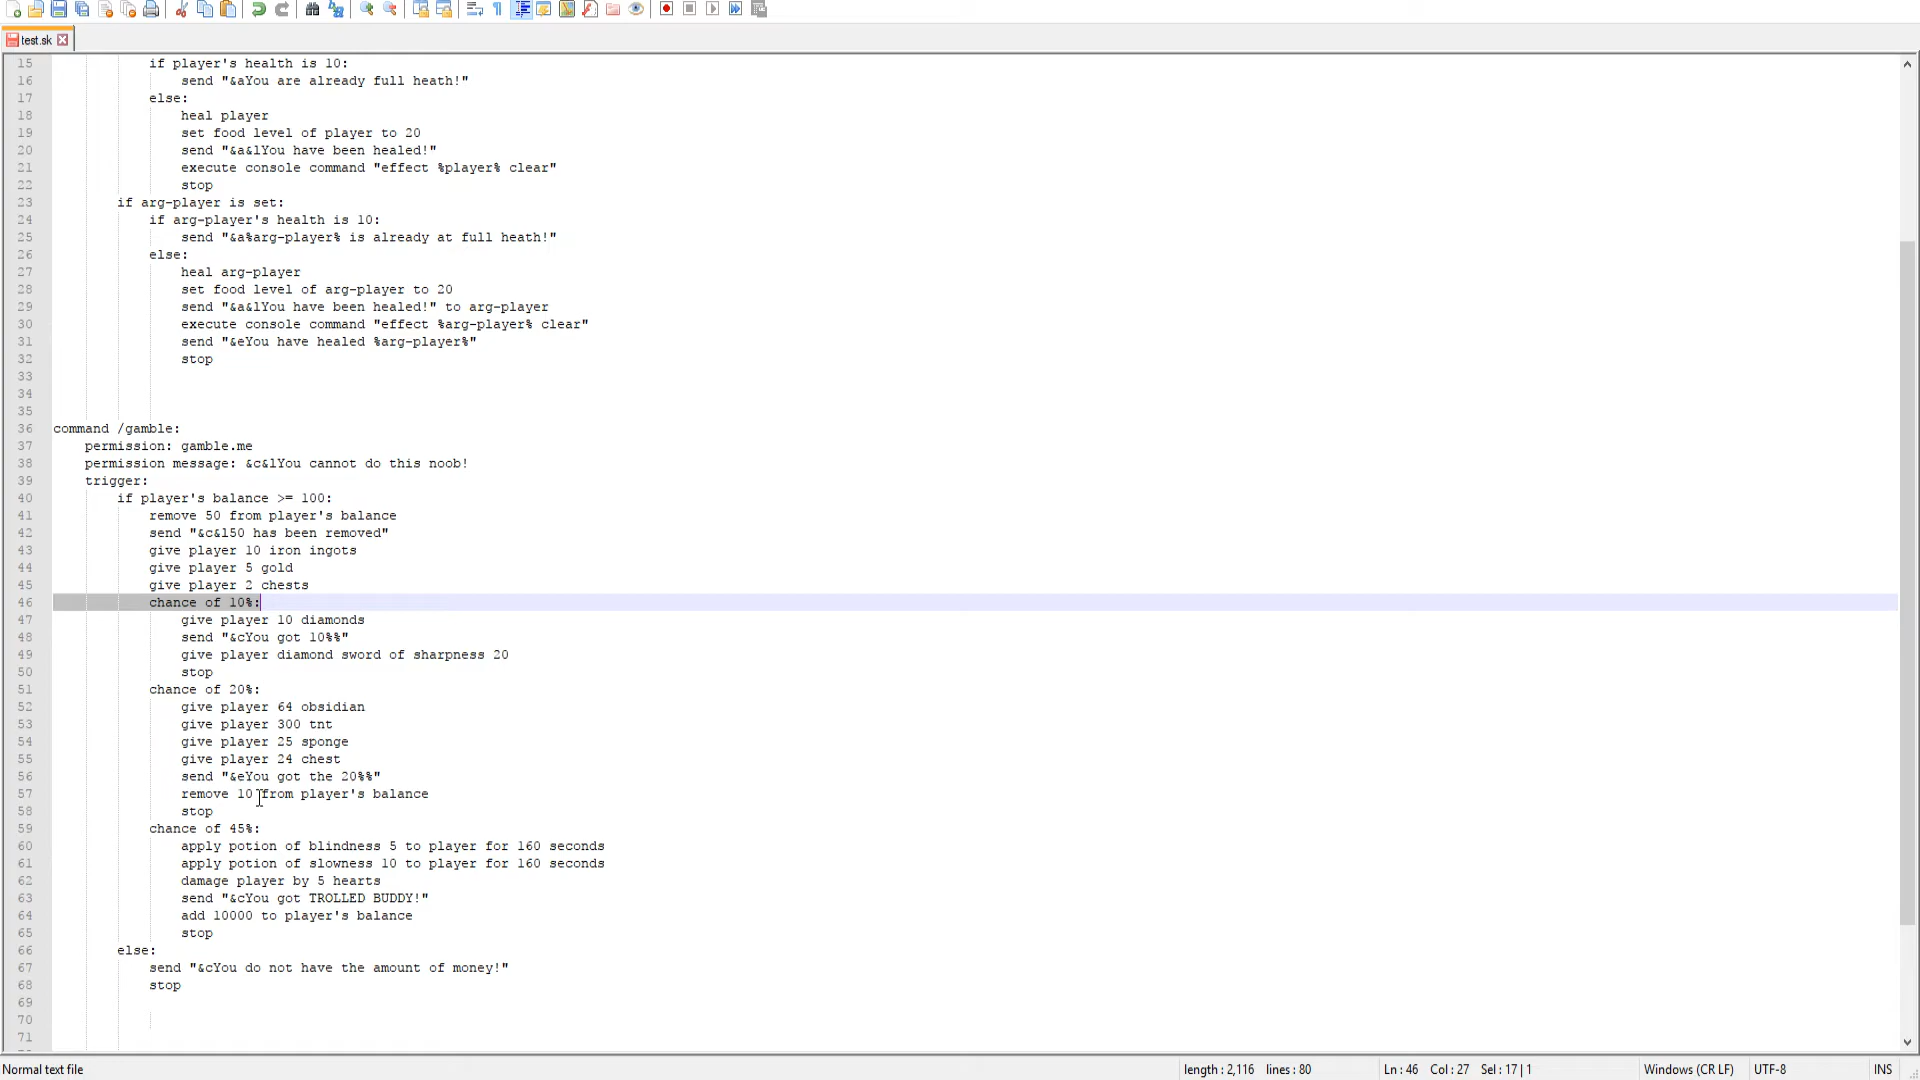 test.sk
15 if player's health is 10:
16 send "&aYou are already full heath!"
17 else:
18 heal player
19 set food level of player to 20
20 send "&a&lYou have been healed!"
21 execute console command "effect %player% clear"
22 stop
23 if arg-player is set:
24 if arg-player's health is 10:
25 send "&a%arg-player% is already at full heath!"
26 else:
27 heal arg-player
28 set food level of arg-player to 20
29 send "&a&lYou have been healed!" to arg-player
30 execute console command "effect %arg-player% clear"
31 send "&eYou have healed %arg-player%"
32 stop
33
34
35
36 command /gamble:
37 permission: gamble.me
38 permission message: &c&lYou cannot do this noob!
39 trigger:
40 if player's balance >= 100:
41 remove 50 from player's balance
42 send "&c&l50 has been removed"
43 give player 10 iron ingots
44 give player 5 gold
45 give player 2 chests
46 chance of 10%:
47 give player 10 diamonds
48 send "&cYou got 10%%"
49 give player diamond sword of sharpness 20
50 stop
51 chance of 20%:
52 give player 64 obsidian
53 give player 300 tnt
54 give player 25 sponge
55 give player 24 chest
56 send "&eYou got the 20%%"
57 remove 10 from player's balance
58 stop
59 chance of 45%:
60 apply potion of blindness 5 to player for 160 seconds
61 apply potion of slowness 10 to player for 160 seconds
62 damage player by 5 hearts
63 send "&cYou got TROLLED BUDDY!"
64 add 10000 to player's balance
65 stop
66 else:
67 send "&cYou do not have the amount of money!"
68 stop
69
70
71
Normal text file length : 2,116 lines : 80 Ln : 46 Col : 27 Sel : 17 | 1 Windows (CR LF) UTF-8 INS